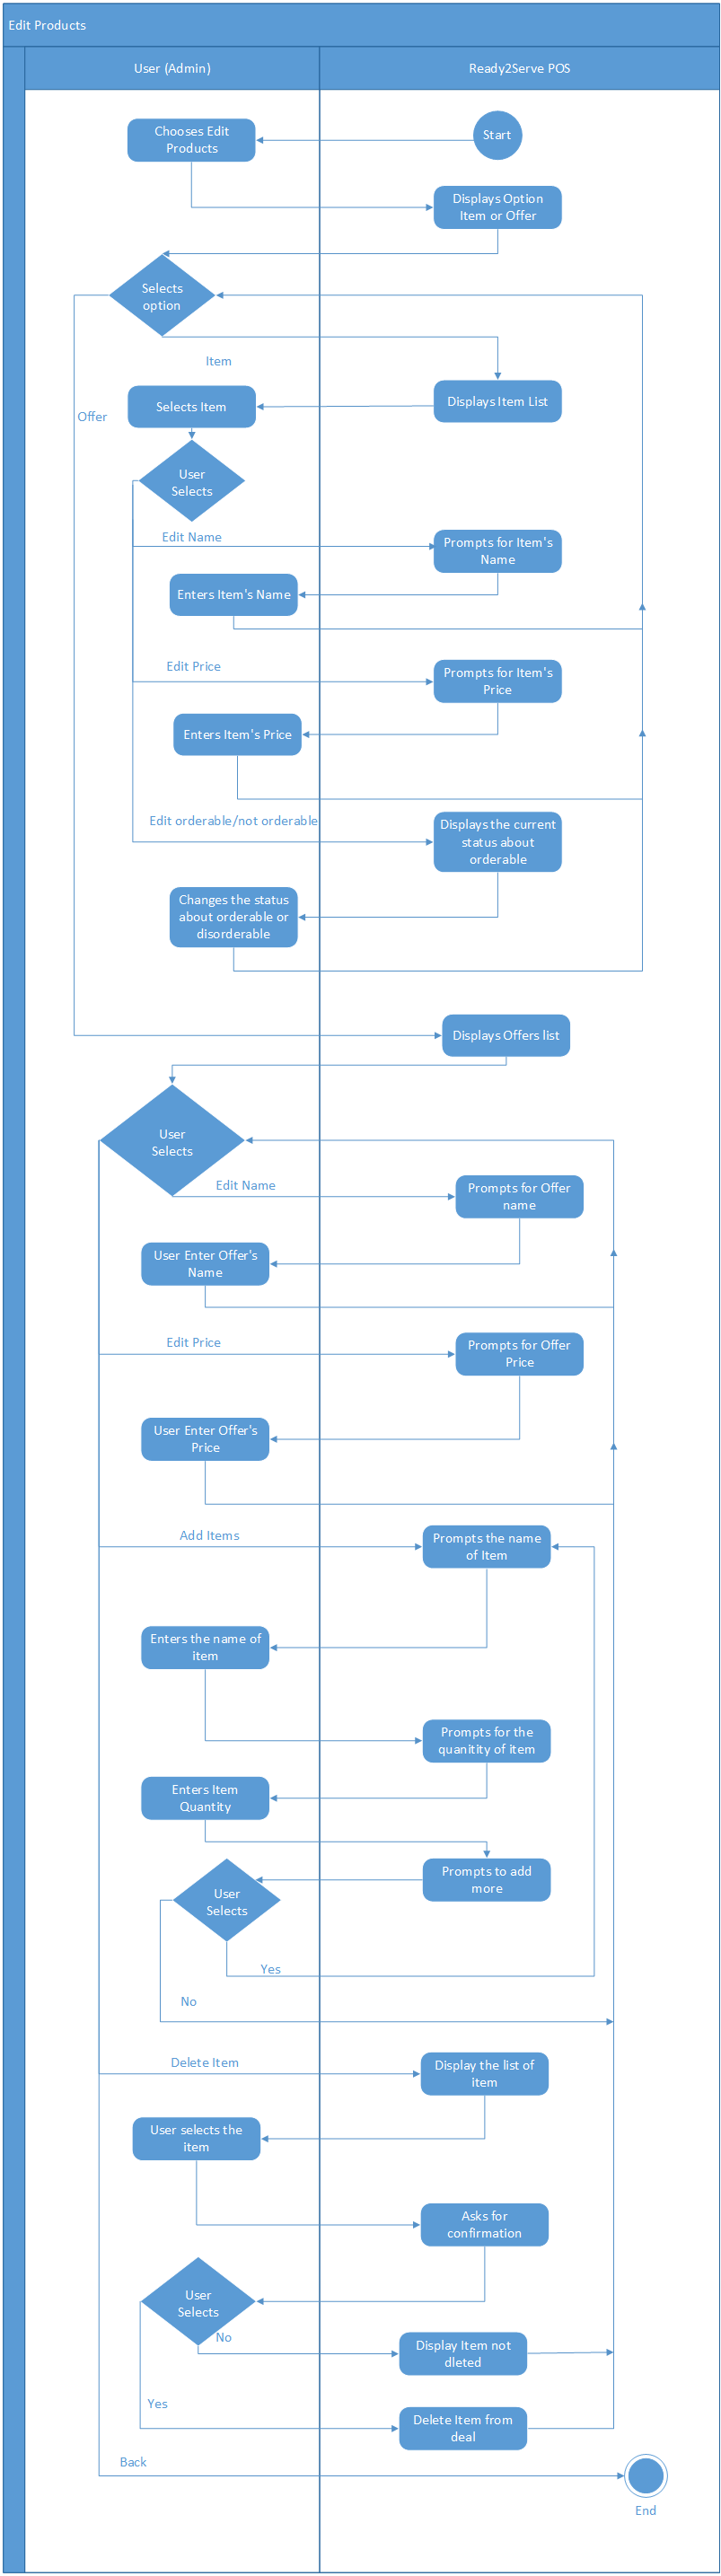 Edit Products
User (Admin)
Ready2Serve POS
Start
Chooses Edit
Products
Displays Option
Item or Offer
Selects
option
Item
Offer
Displays Item List
Selects Item
User
Selects
Edit Name
Prompts for Item's
Name
Enters Item's Name
Edit Price
Prompts for Item's
Price
Enters Item's Price
Edit orderable/not orderable
Displays the current
status about
orderable
Changes the status
about orderable or
disorderable
Displays Offers list
User
Selects
Edit Name
Prompts for Offer
name
User Enter Offer's
Name
Edit Price
Prompts for Offer
Price
User Enter Offer's
Price
Add Items
Prompts the name
of Item
Enters the name of
item
Prompts for the
quanitity of item
Enters Item
Quantity
Prompts to add
more
User
Selects
Yes
No
Delete Item
Display the list of
item
User selects the
item
Asks for
confirmation
User
Selects
No
Display Item not
dleted
Yes
Delete Item from
deal
Back
End